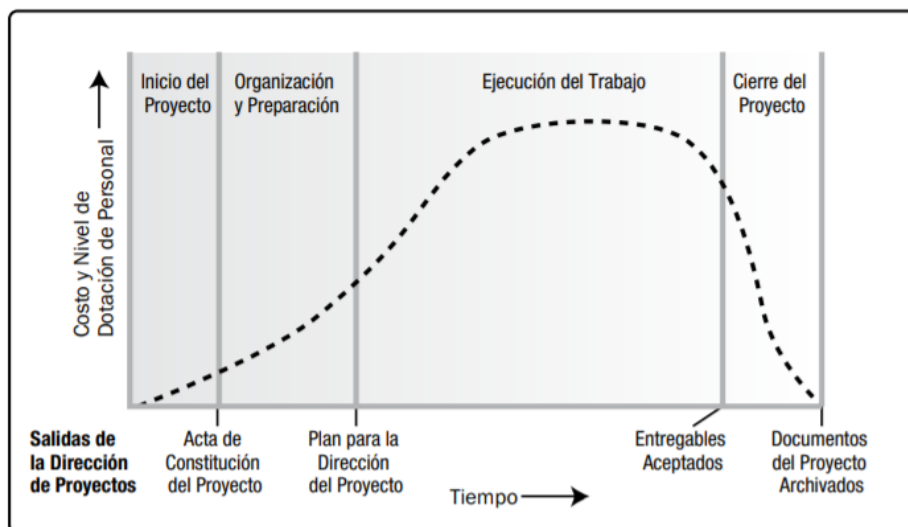 Inicio del
Proyecto
Organización
y Preparación
Ejecución del Trabajo
Cierre del
Proyecto
Costo y Nivel de
Dotación de Personal
Salidas de
la Dirección
de Proyectos
Acta de
Constitución
del Proyecto
Plan para la
Dirección
del Proyecto
Entregables
Aceptados
Documentos
del Proyecto
Archivados
Tiempo